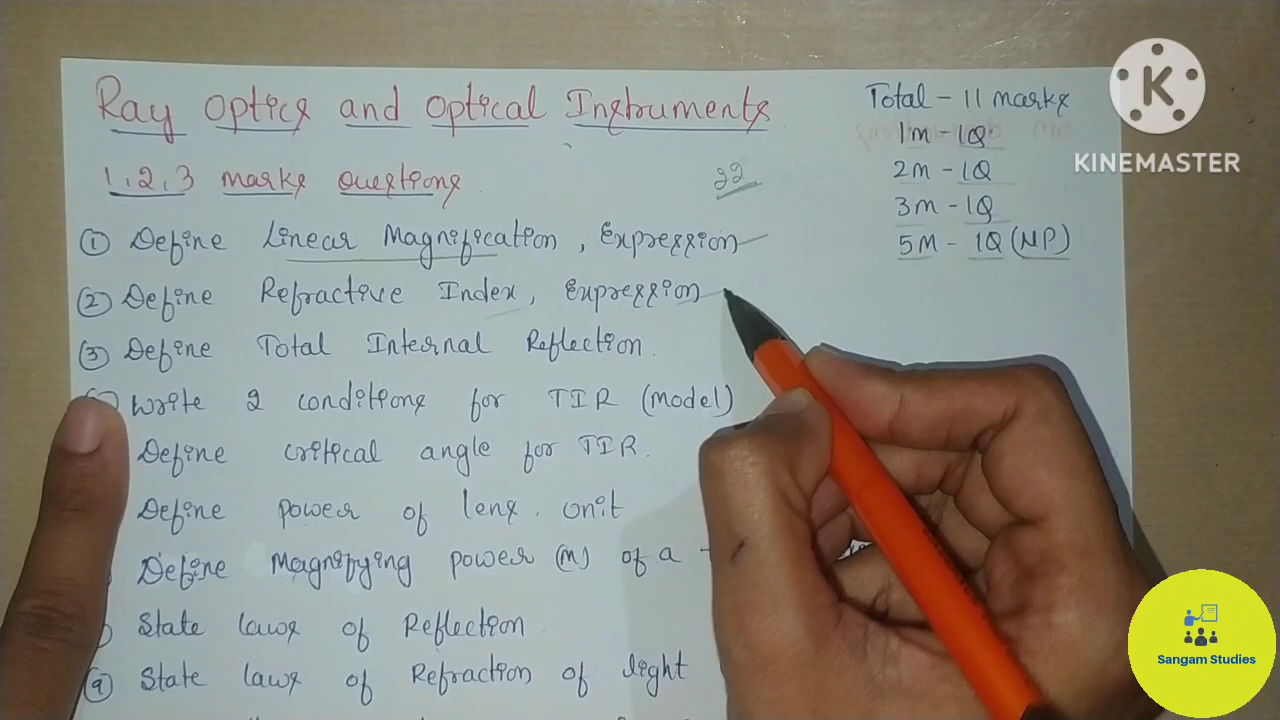 Ray Optics and Optical Instruments
1, 2, 3 marks Questions
22
Total - 11 marks
1m - 1Q
2m - 1Q
3m - 1Q
5m - 1Q (NP)
KINEMASTER
① Define Linear Magnification, Expression
② Define Refractive Index, Expression
③ Define Total Internal Reflection.
Write 2 conditions for TIR (model)
Define critical angle for TIR.
Define power of lens. unit
Define Magnifying power (m) of a
State laws of Reflection.
⑨ State laws of Refraction of light
Sangam Studies